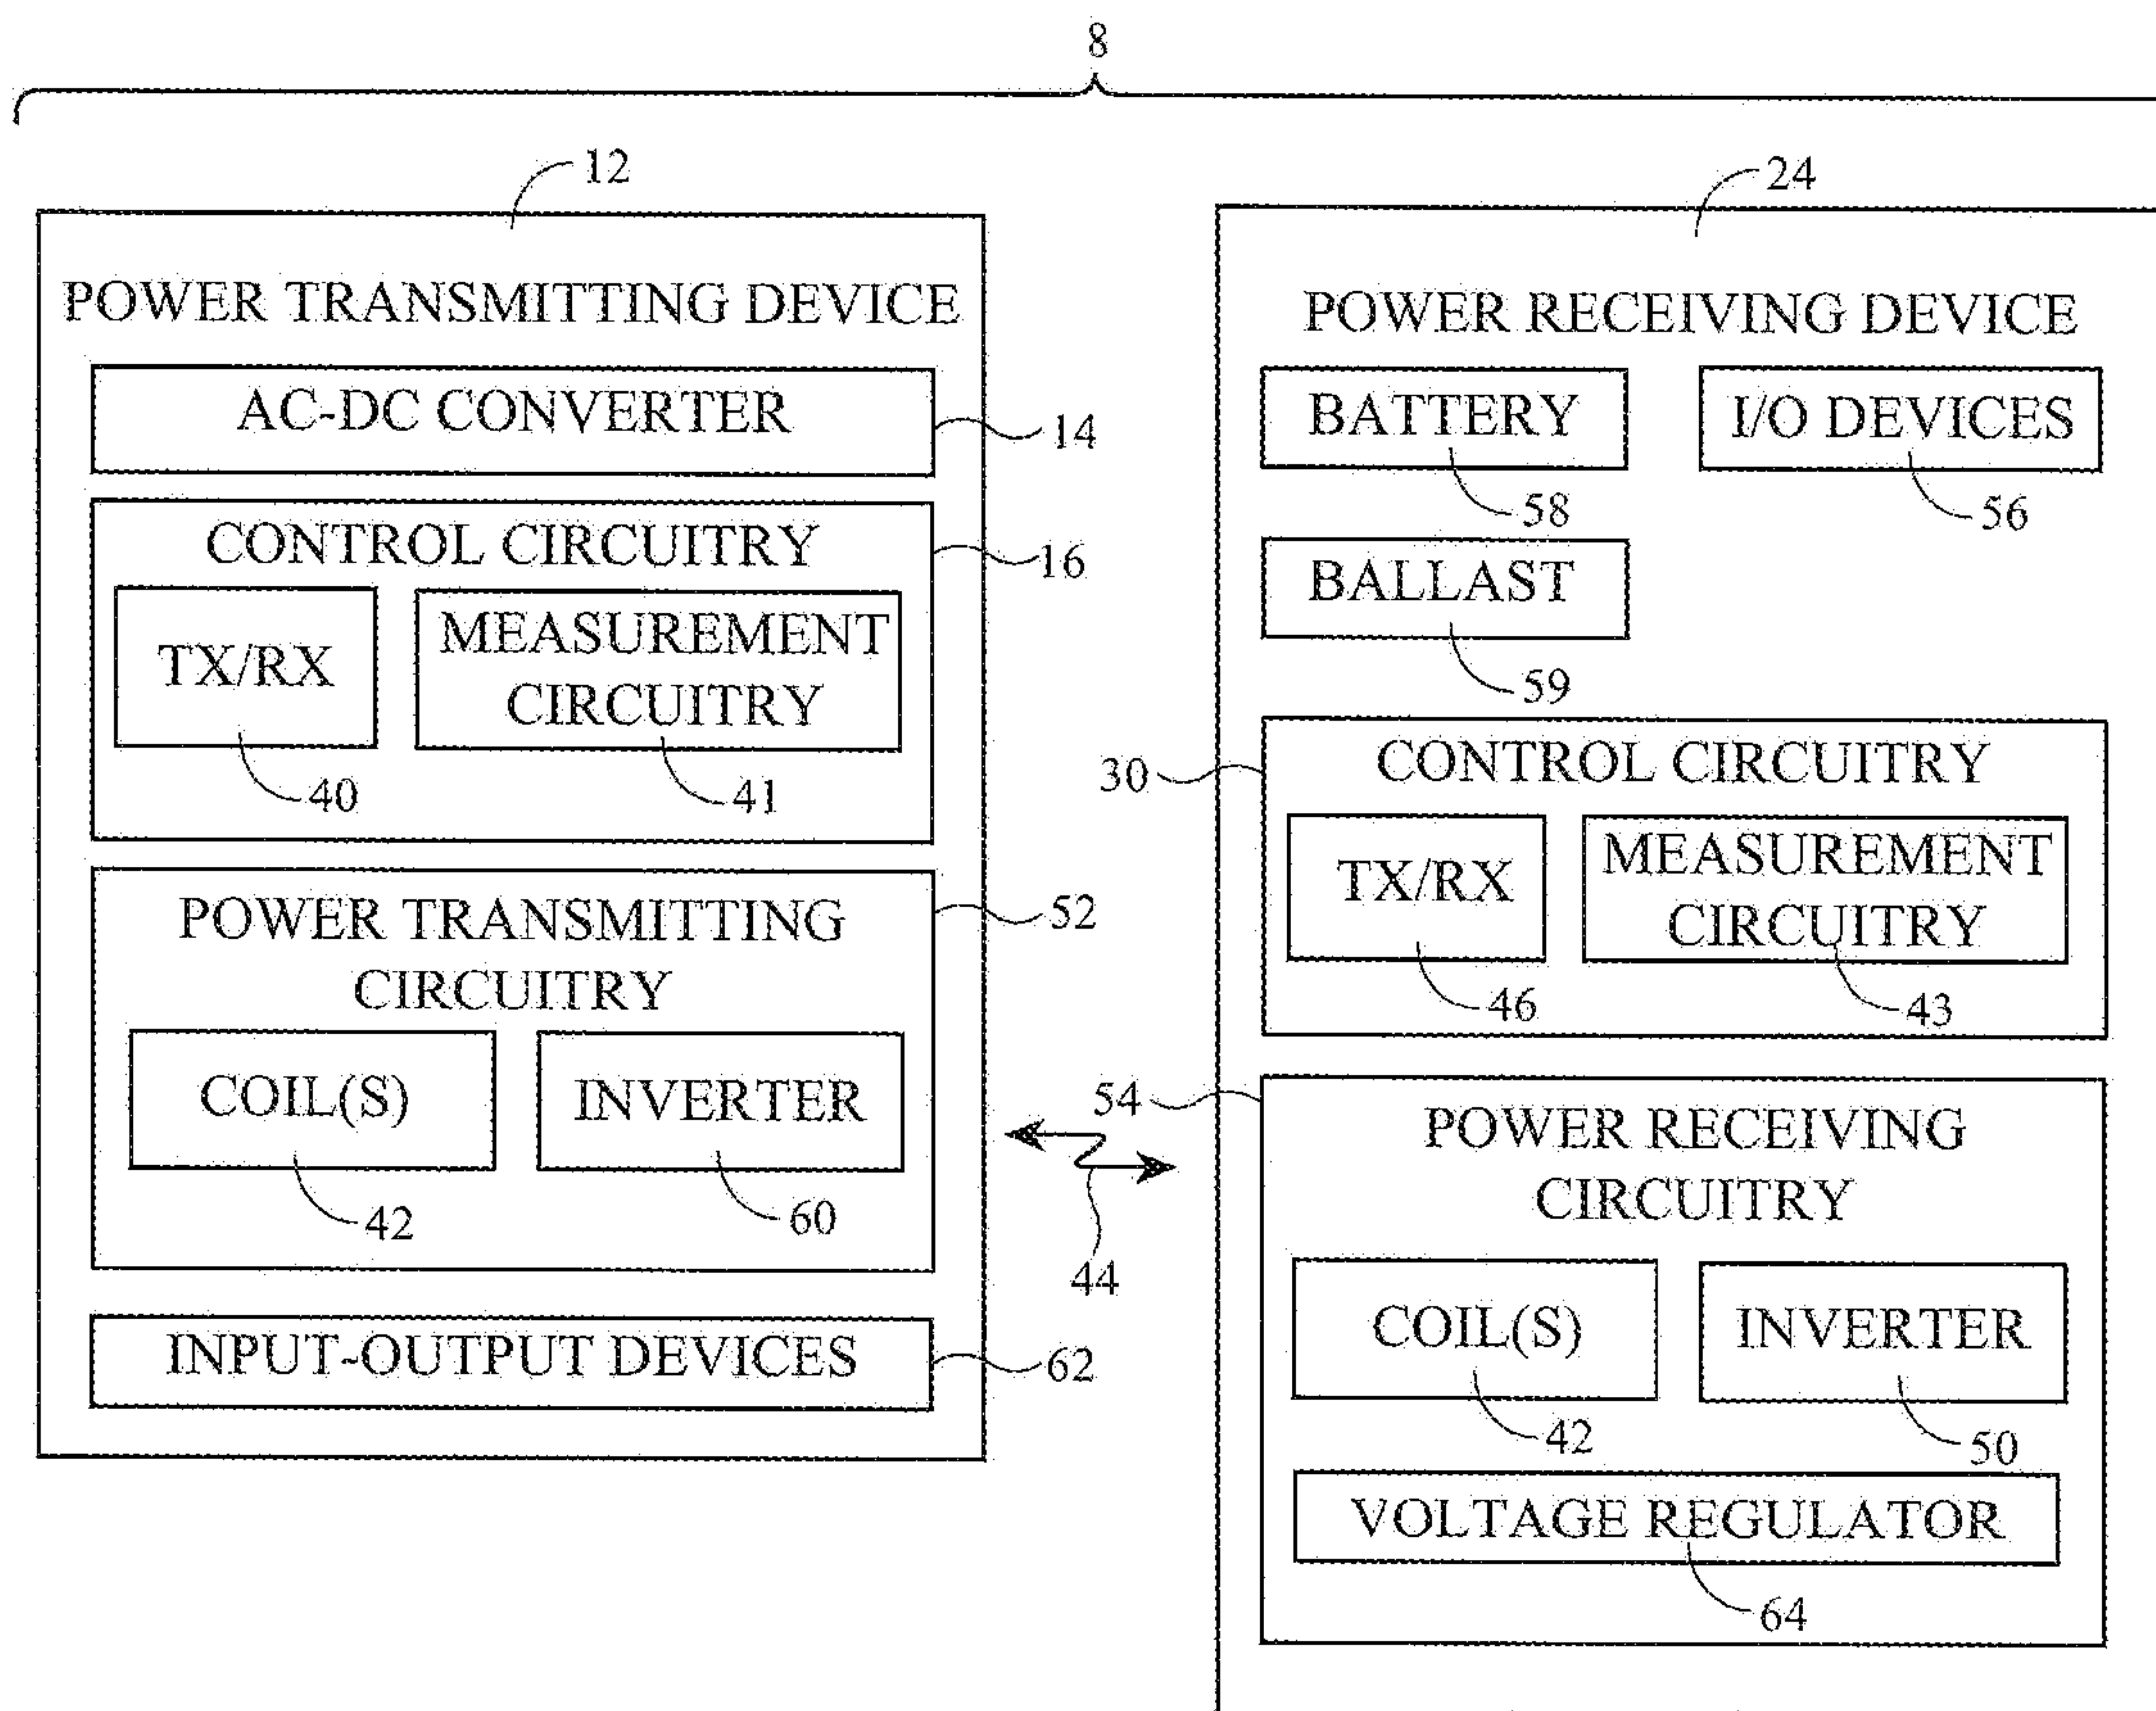 8
12
POWER TRANSMITTING DEVICE
AC-DC CONVERTER
14
CONTROL CIRCUITRY
16
TX/RX
40
MEASUREMENT
CIRCUITRY
41
POWER TRANSMITTING
CIRCUITRY
52
COIL(S)
42
INVERTER
60
INPUT-OUTPUT DEVICES
62
44
24
POWER RECEIVING DEVICE
BATTERY
58
I/O DEVICES
56
BALLAST
59
30
CONTROL CIRCUITRY
TX/RX
46
MEASUREMENT
CIRCUITRY
43
54
POWER RECEIVING
CIRCUITRY
COIL(S)
42
INVERTER
50
VOLTAGE REGULATOR
64